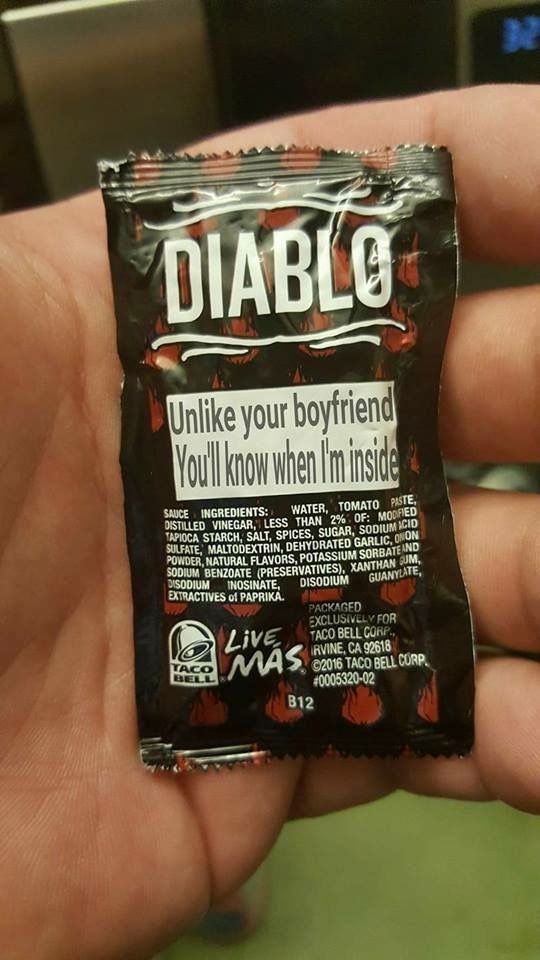 DIABLO
Unlike your boyfriend
You'll know when I'm inside
SAUCE INGREDIENTS: WATER, TOMATO PASTE,
DISTILLED VINEGAR, LESS THAN 2% OF: MODIFIED
TAPIOCA STARCH, SALT, SPICES, SUGAR, SODIUM ACID
SULFATE, MALTODEXTRIN, DEHYDRATED GARLIC, ONION
POWDER, NATURAL FLAVORS, POTASSIUM SORBATE AND
SODIUM BENZOATE (PRESERVATIVES), XANTHAN GUM,
DISODIUM INOSINATE, DISODIUM GUANYLATE,
EXTRACTIVES of PAPRIKA.
TACO
BELL
LIVE
MÁS
PACKAGED
EXCLUSIVELY FOR
TACO BELL CORP.,
IRVINE, CA 92618
©2016 TACO BELL CORP.
#0005320-02
B12